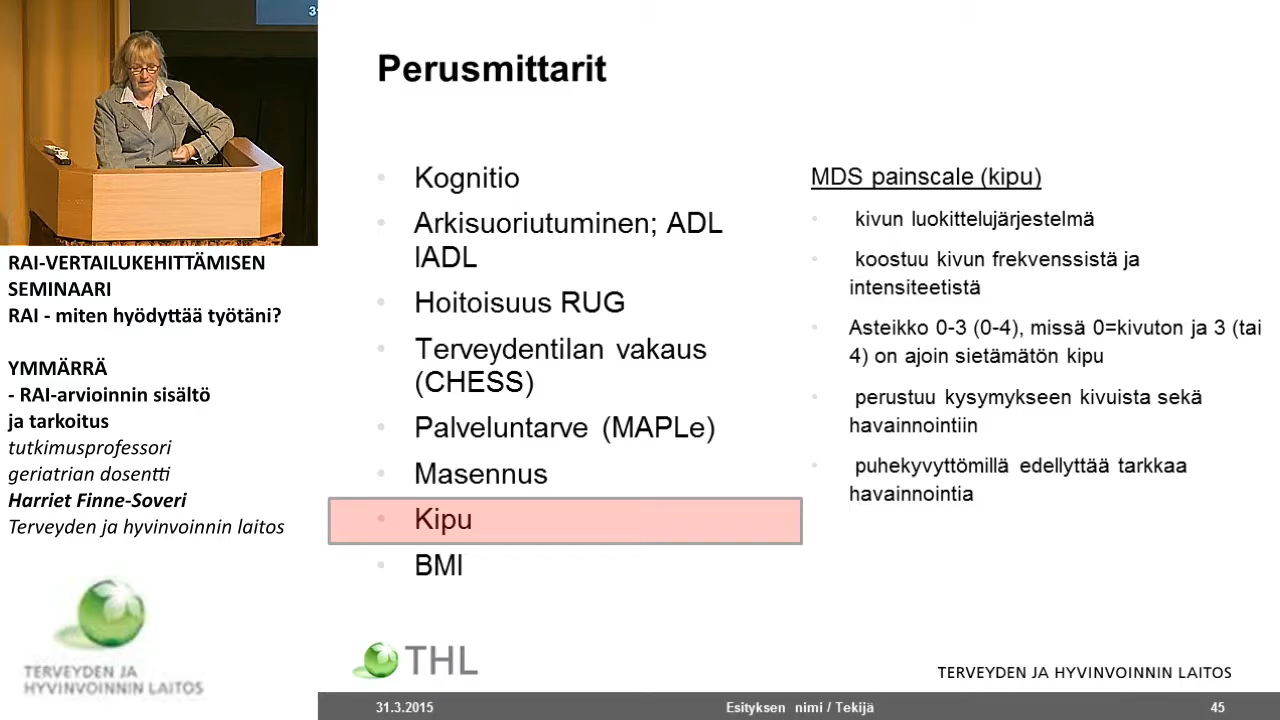 31
RAI-VERTAILUKEHITTÄMISEN
SEMINAARI
RAI - miten hyödyttää työtäni?
YMMÄRRÄ
- RAI-arvioinnin sisältö
ja tarkoitus
tutkimusprofessori
geriatrian dosentti
Harriet Finne-Soveri
Terveyden ja hyvinvoinnin laitos
TERVEYDEN JA
HYVINVOINNIN LAITOS
Perusmittarit
Kognitio
Arkisuoriutuminen; ADL
IADL
Hoitoisuus RUG
Terveydentilan vakaus
(CHESS)
Palveluntarve (MAPLe)
Masennus
Kipu
BMI
MDS painscale (kipu)
kivun luokittelujärjestelmä
koostuu kivun frekvenssistä ja
intensiteetistä
Asteikko 0-3 (0-4), missä 0=kivuton ja 3 (tai
4) on ajoin sietämätön kipu
perustuu kysymykseen kivuista sekä
havainnointiin
puhekyvyttömillä edellyttää tarkkaa
havainnointia
THL
TERVEYDEN JA HYVINVOINNIN LAITOS
31.3.2015
Esityksen nimi / Tekijä
45